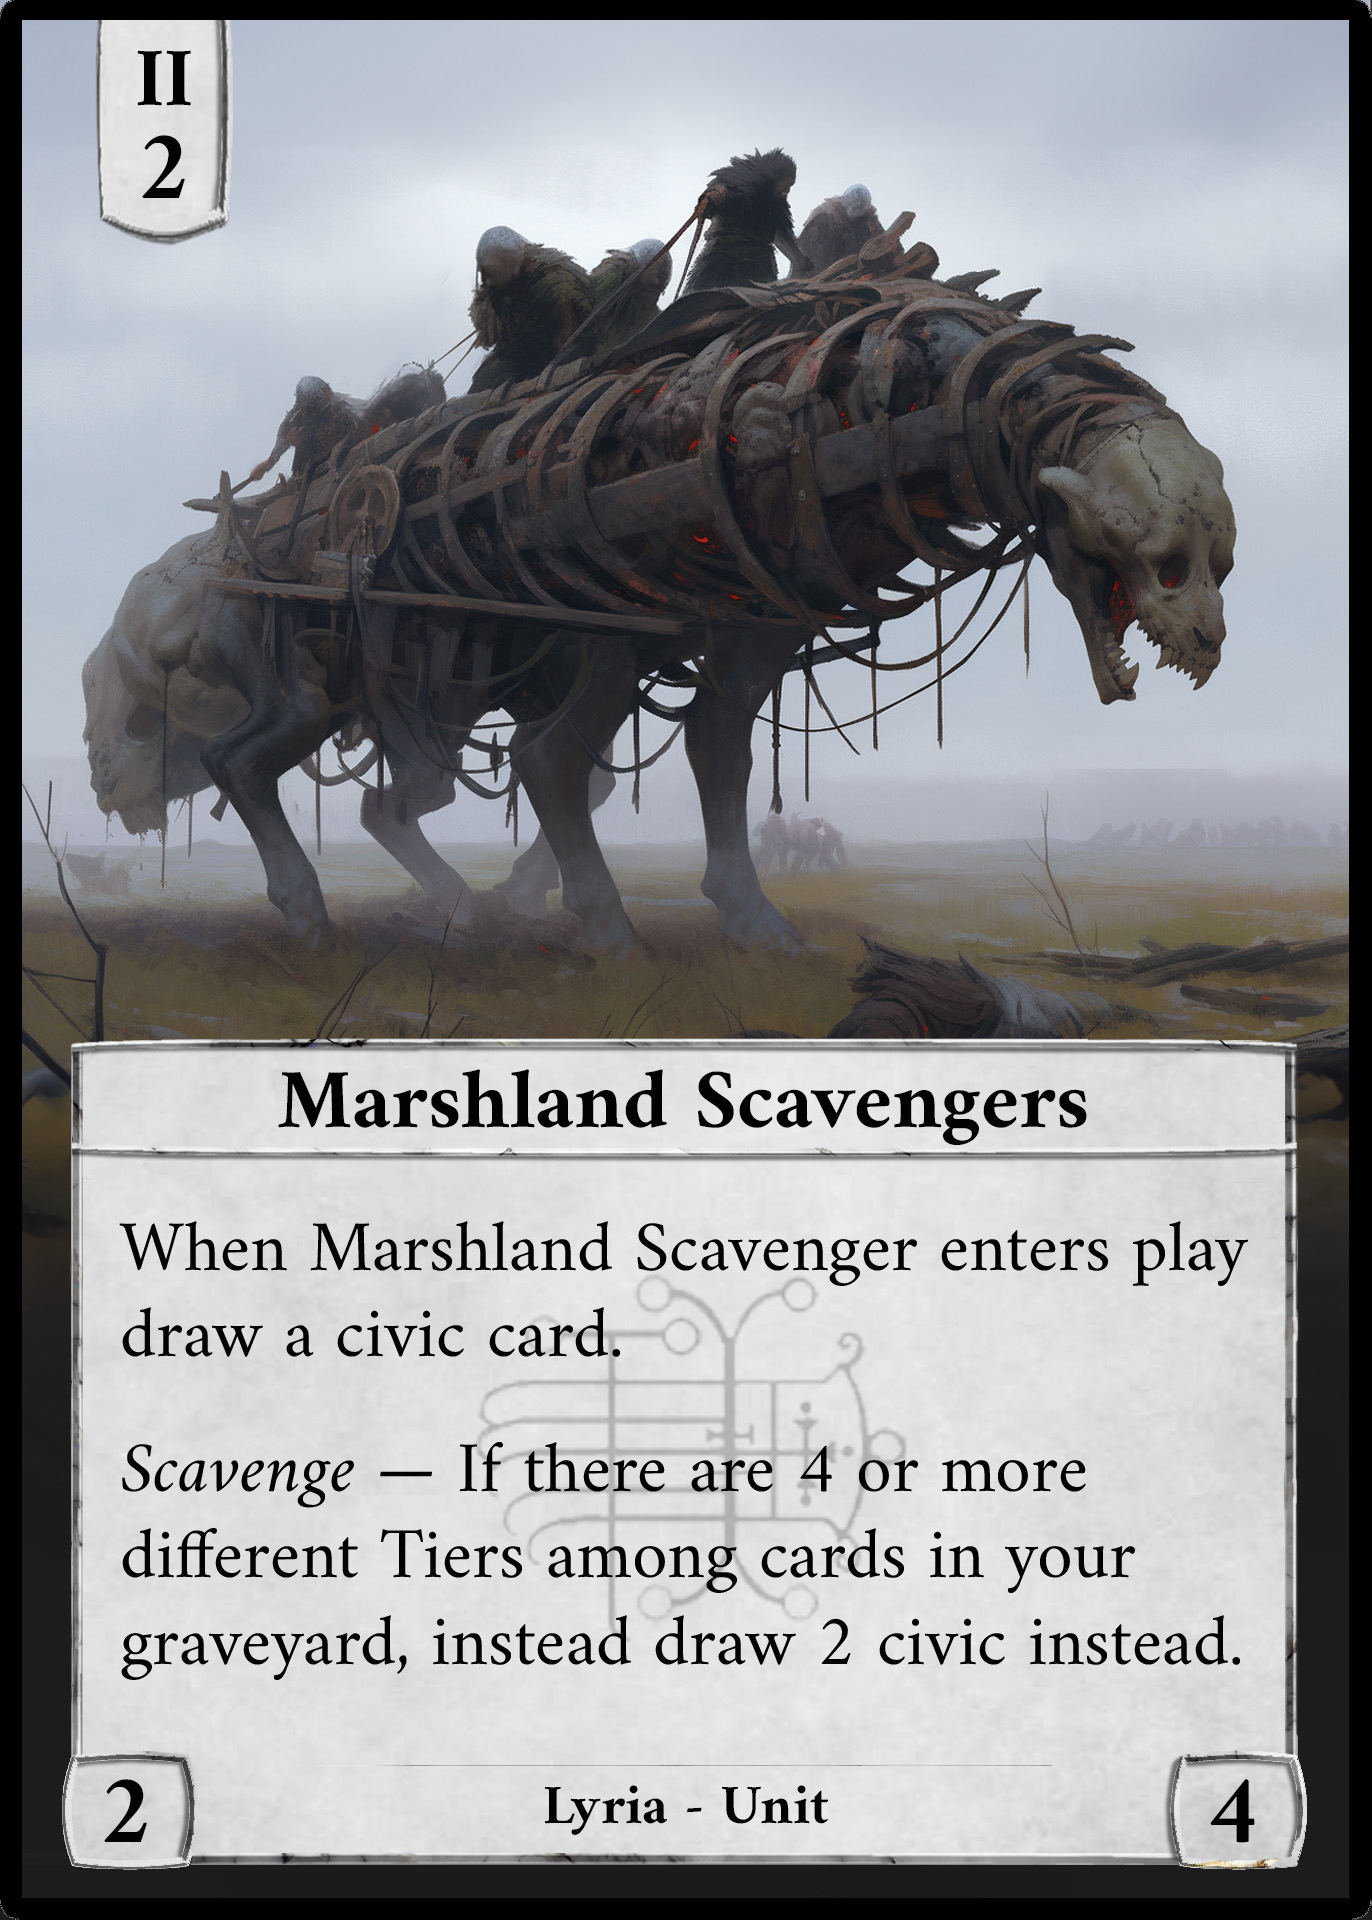 II
2
Marshland Scavengers
When Marshland Scavenger enters play
draw a civic card.
Scavenge — If there are 4 or more
different Tiers among cards in your
graveyard, instead draw 2 civic instead.
2
Lyria - Unit
4